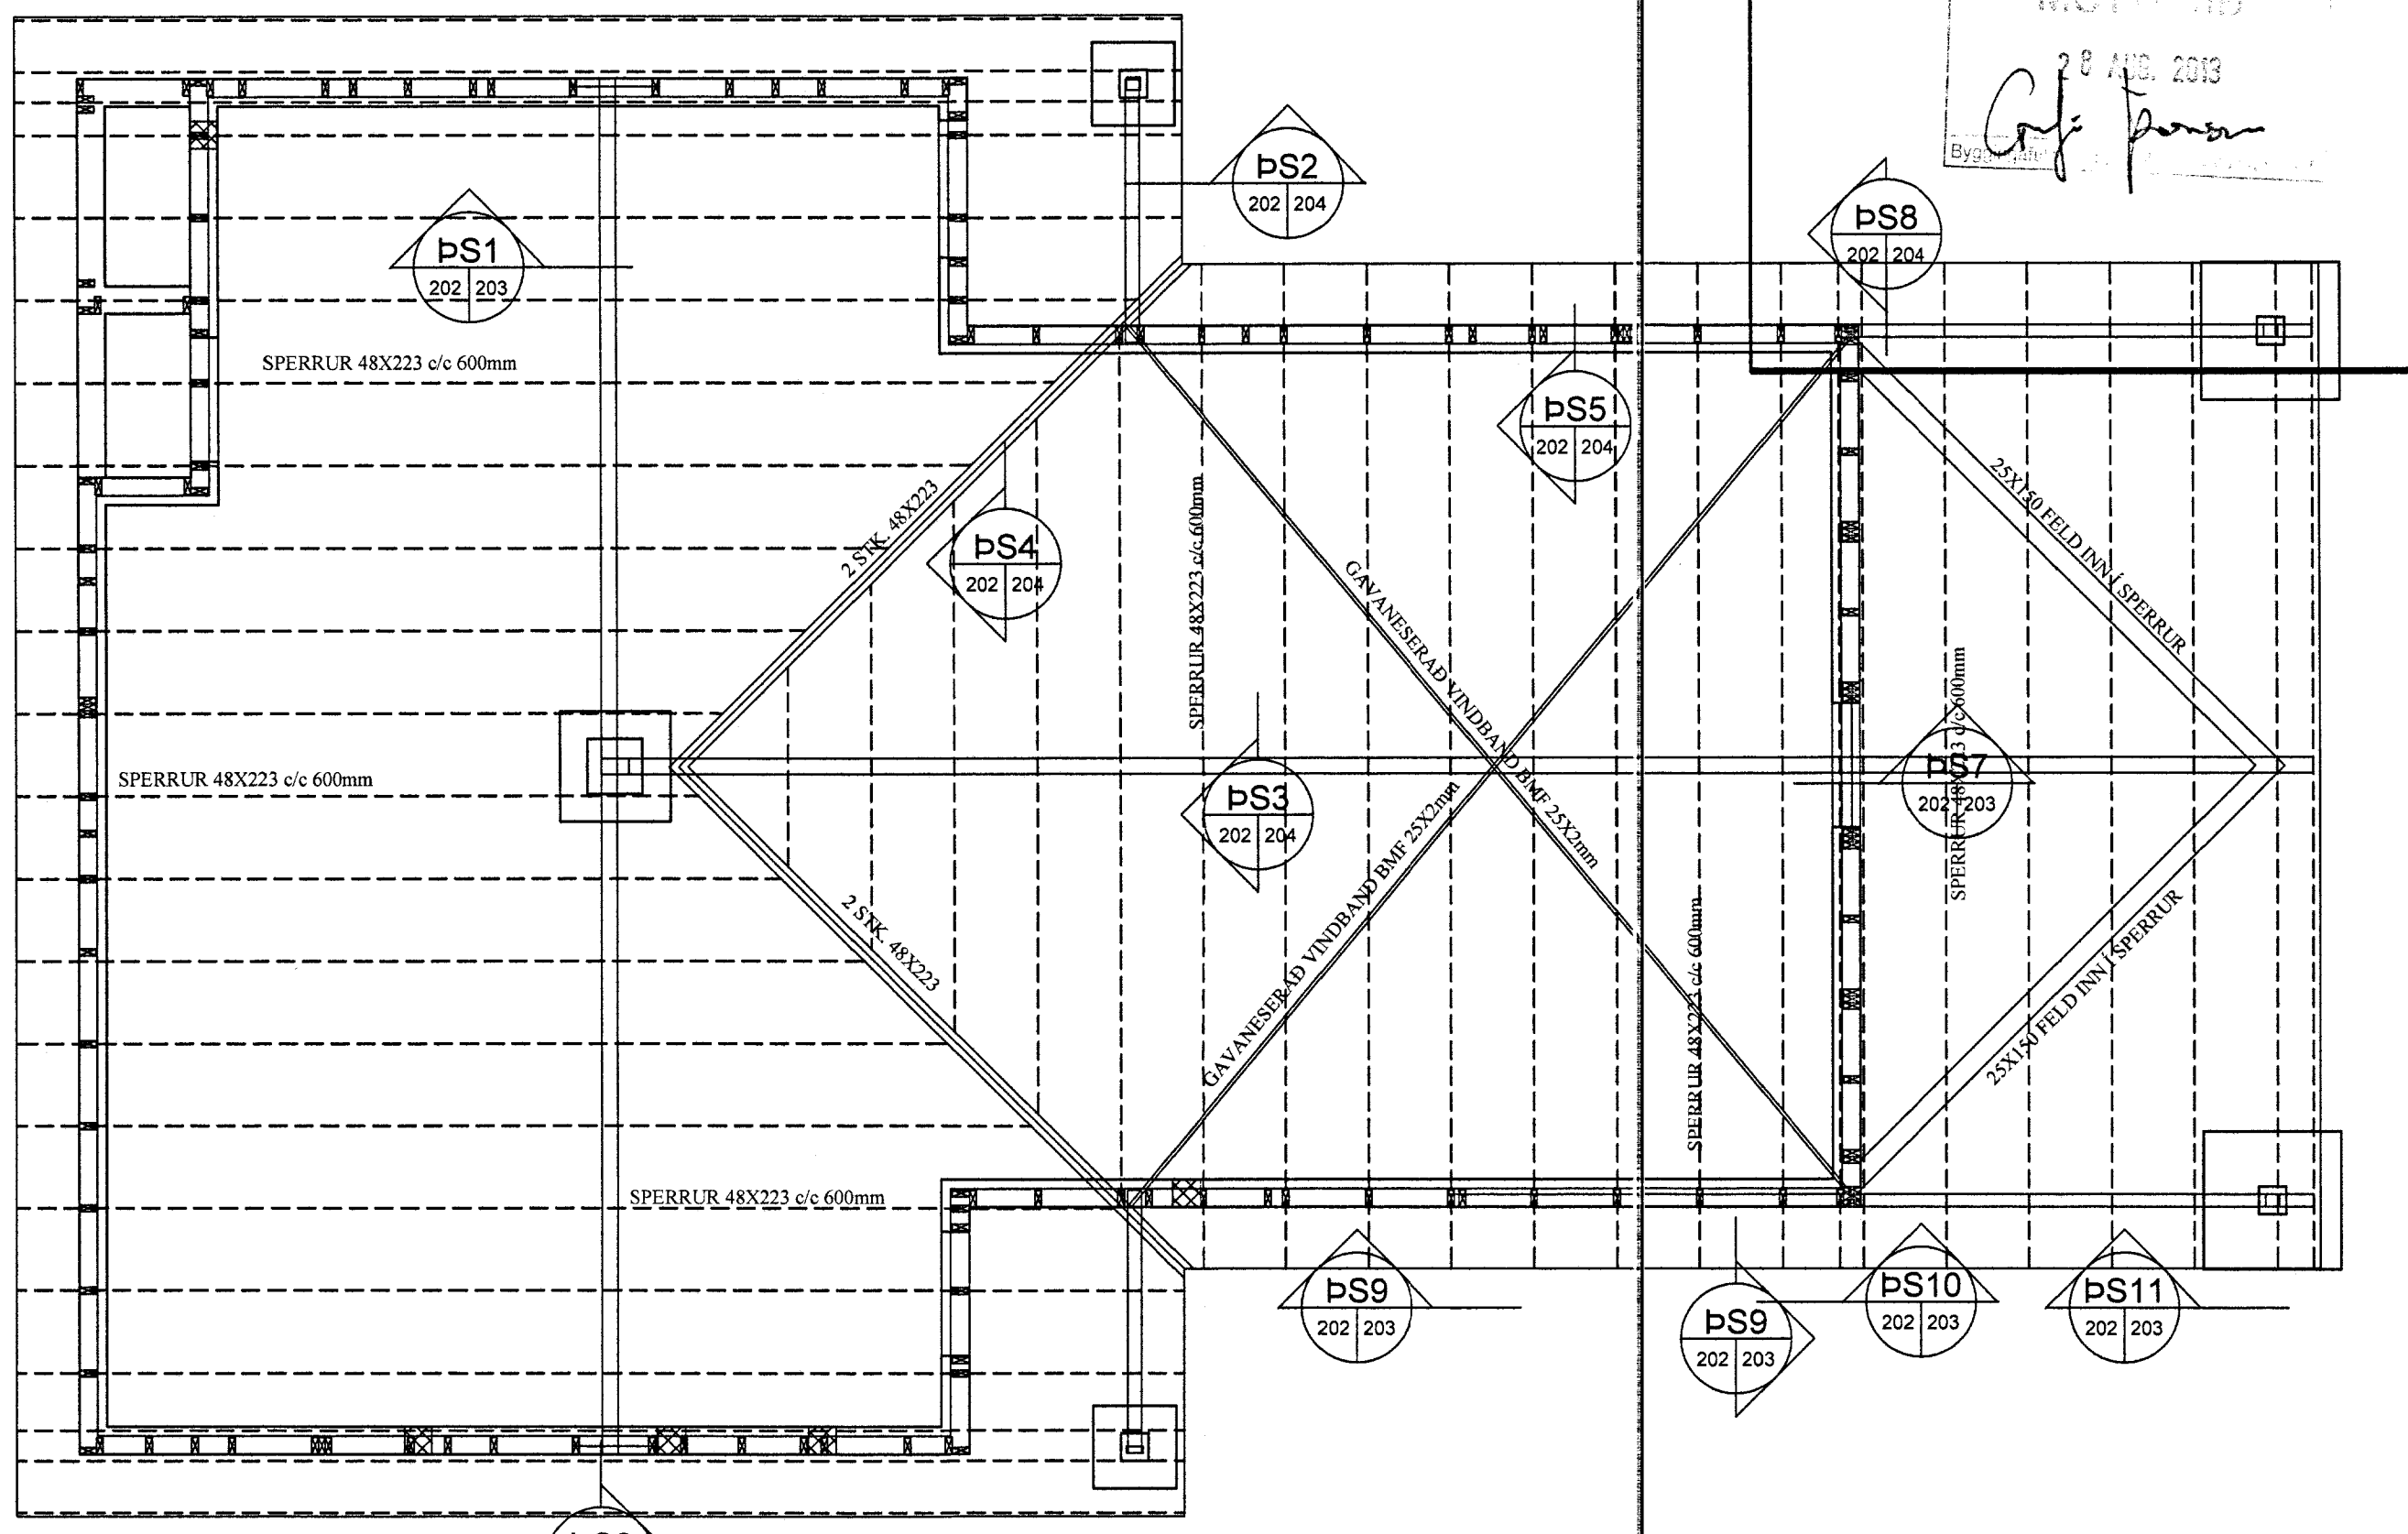 28 AUG. 2013
ÞS2
202 204
ÞS8
202 204
ÞS1
202 203
SPERRUR 48X223 c/c 600mm
ÞS5
202 204
2 STK. 48X223
ÞS4
202 204
SPERRUR 48X223 c/c 600mm
GAVANESERAÐ VINDBAND BMF 25X2mm
25X150 FELD INN Í SPERRUR
SPERRUR 48X223 c/c 600mm
SPERRUR 48X223 c/c 600mm
ÞS3
202 204
ÞS7
202 203
GAVANESERAÐ VINDBAND BMF 25X2mm
2 STK. 48X223
SPERRUR 48X223 c/c 600mm
25X150 FELD INN Í SPERRUR
SPERRUR 48X223 c/c 600mm
ÞS9
202 203
ÞS9
202 203
ÞS10
202 203
ÞS11
202 203